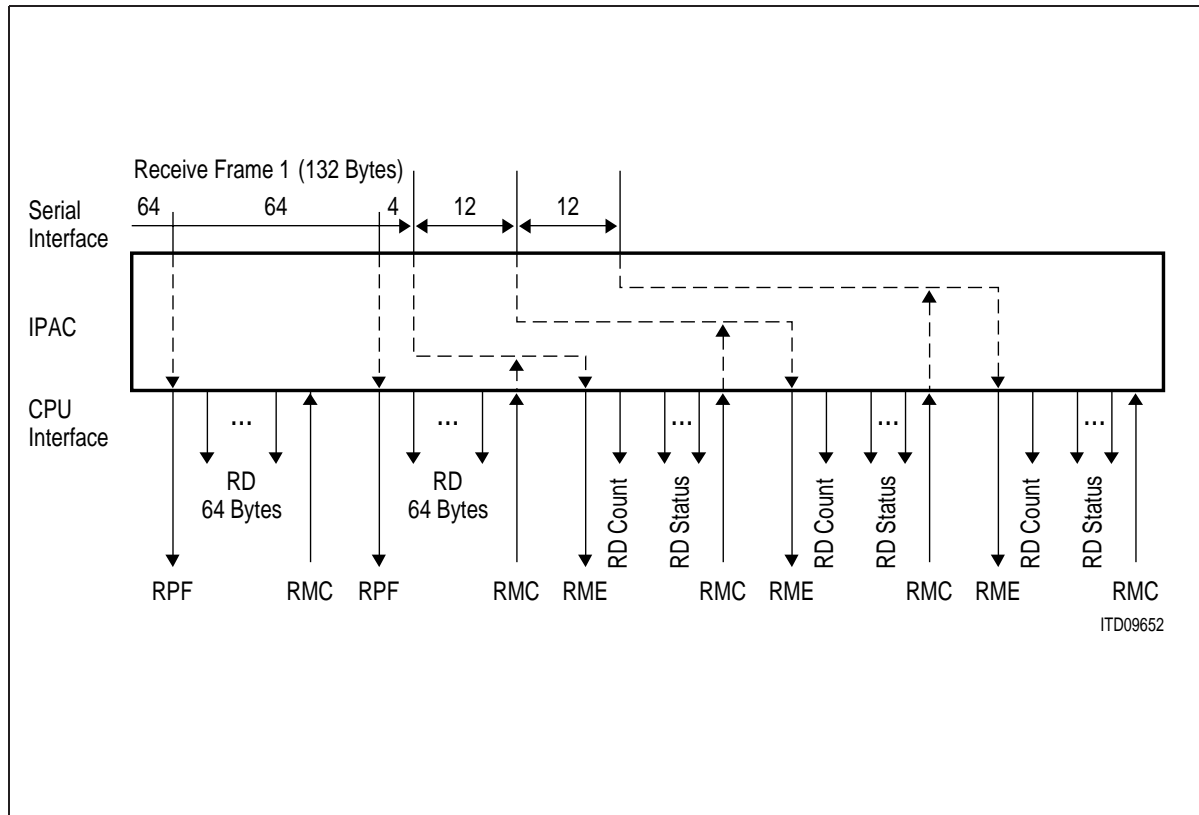 Receive Frame 1 (132 Bytes)
Serial
Interface
64
64
4
12
12
IPAC
CPU
Interface
...
...
...
...
...
RD
64 Bytes
RD
64 Bytes
RD Count
RD Status
RD Count
RD Status
RD Count
RD Status
RPF
RMC
RPF
RMC
RME
RMC
RME
RMC
RME
RMC
ITD09652